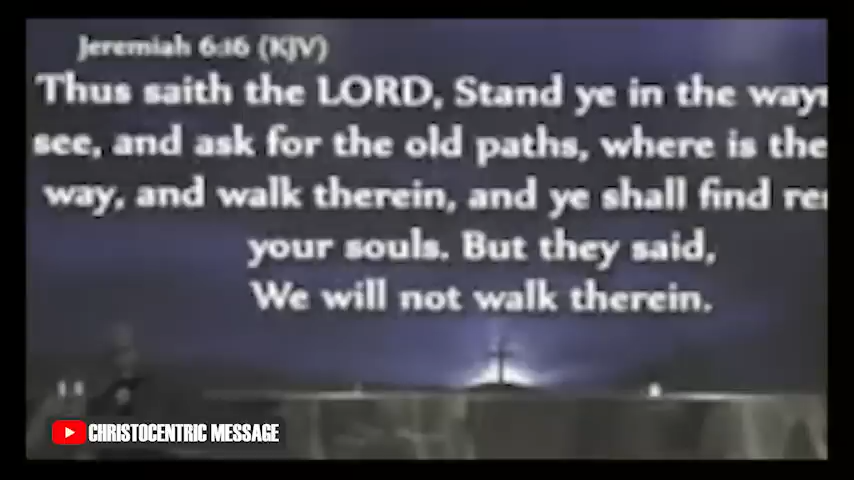 Jeremiah 6:16 (KJV)
Thus saith the LORD, Stand ye in the ways
see, and ask for the old paths, where is the
way, and walk therein, and ye shall find
your souls. But they said,
We will not walk therein.
CHRISTOCENTRIC MESSAGE